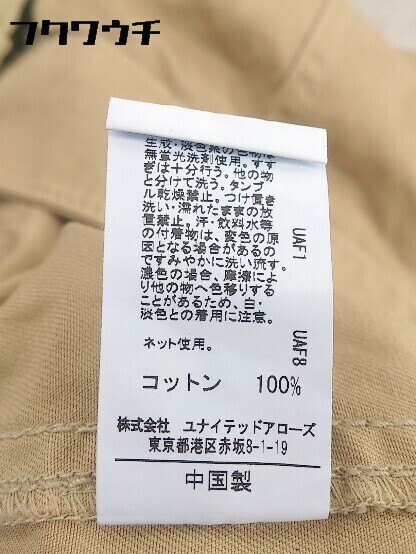 フクワウチ
生成・淡色系の色物は
無蛍光洗剤使用。すす
ぎは十分行う。他の物
と分けて洗う。タンブ
ル乾燥禁止。つけ置き
洗い・濡れたままの放
置禁止。汗・飲料水等
の付着物は、変色の原
因となる場合があるの
ですみやかに洗い流す。
濃色の場合、摩擦によ
り他の物へ色移りする
ことがあるため、白・
淡色との着用に注意。
ネット使用。
UAF1
UAF8
コットン 100%
株式会社 ユナイテッドアローズ
東京都港区赤坂8-1-19
中国製